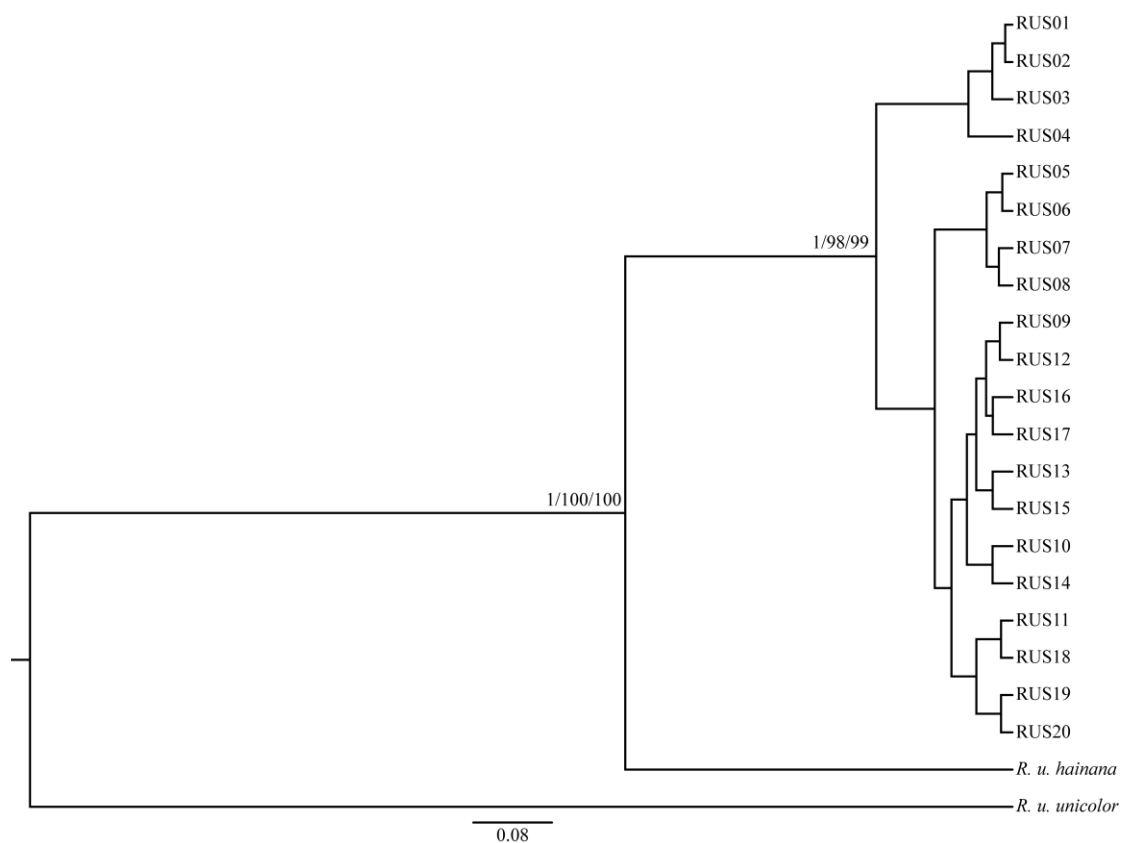 RUS01
RUS02
RUS03
RUS04
RUS05
RUS06
1/98/99
RUS07
RUS08
RUS09
RUS12
RUS16
RUS17
RUS13
1/100/100
RUS15
RUS10
RUS14
RUS11
RUS18
RUS19
RUS20
R. u. hainana
R. u. unicolor
0.08